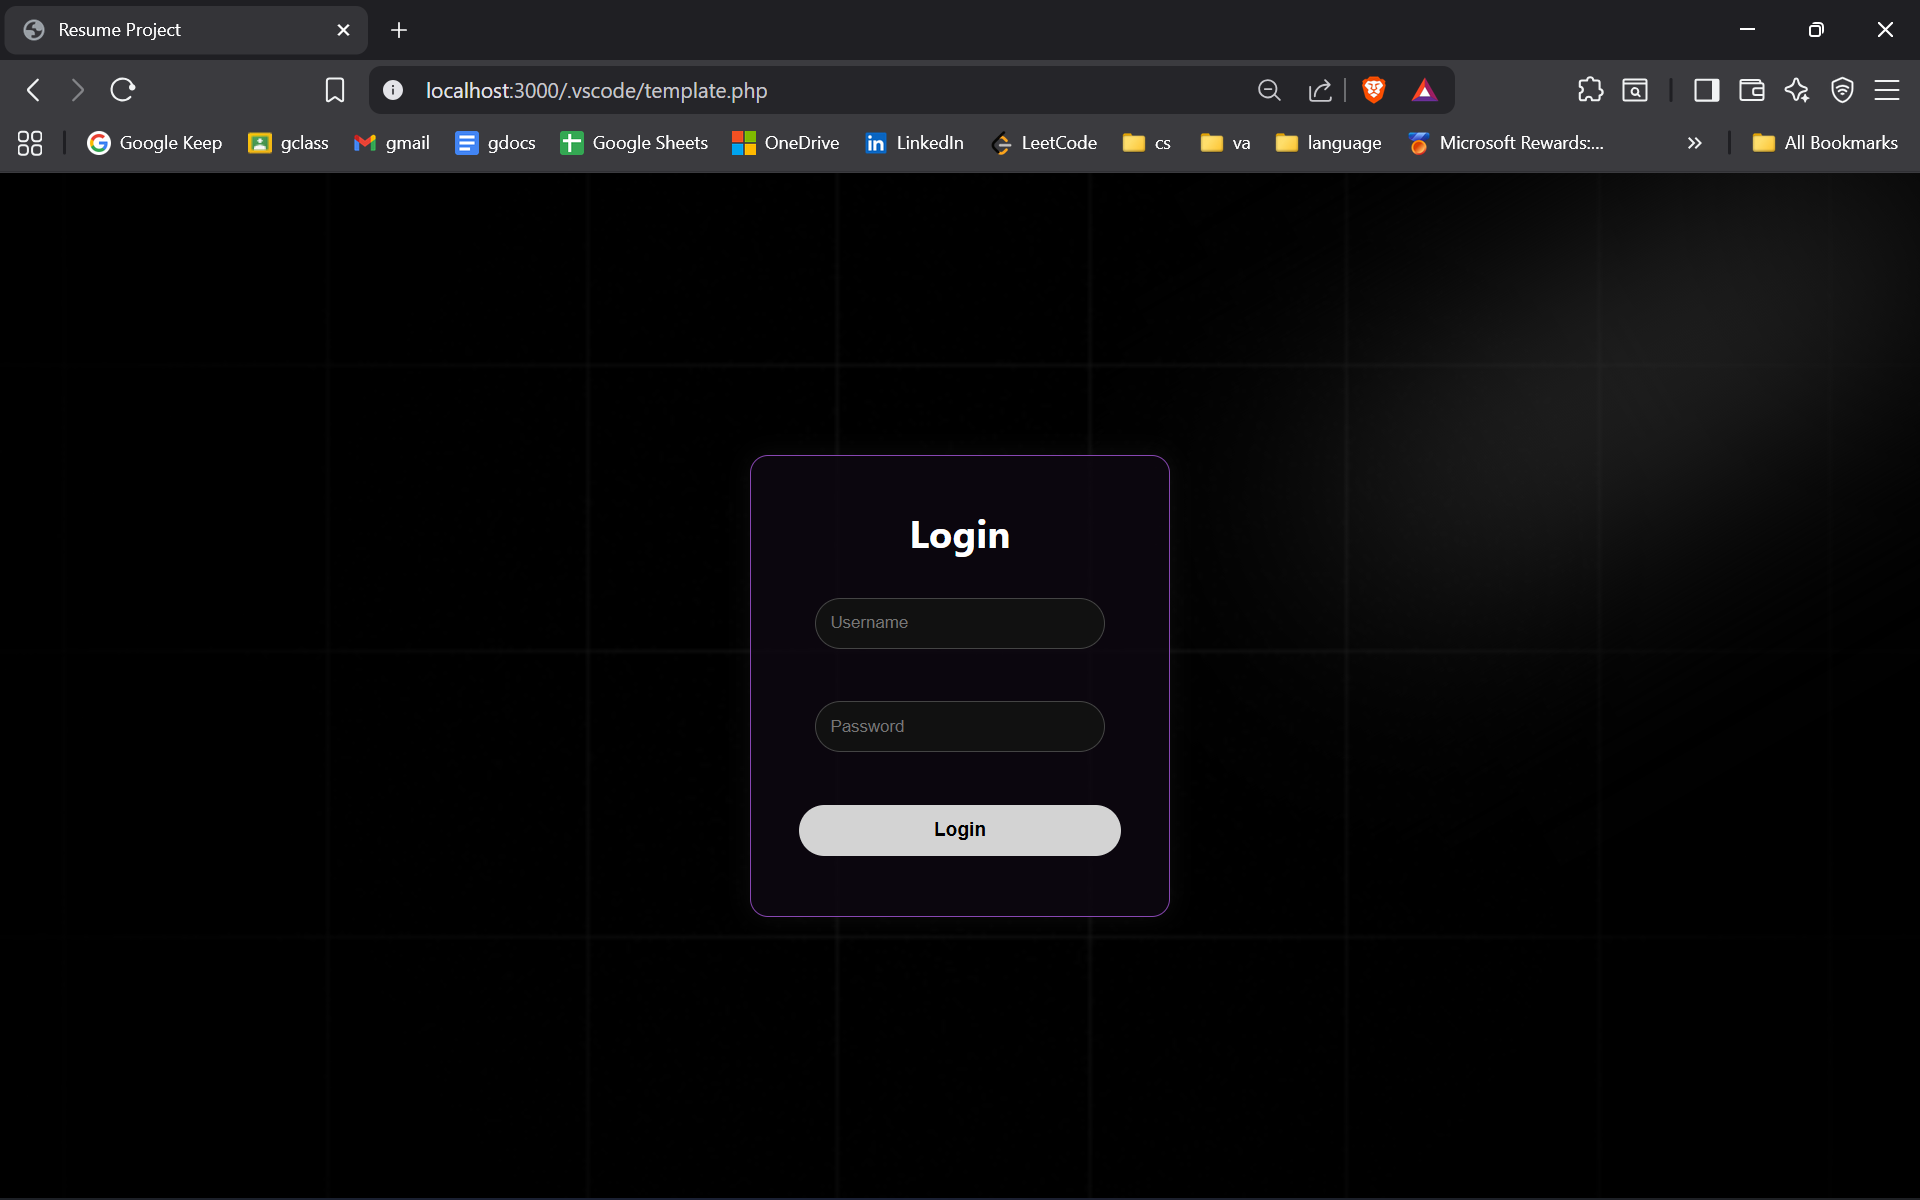 Resume Project
localhost:3000/.vscode/template.php
Google Keep gclass gmail gdocs Google Sheets OneDrive LinkedIn LeetCode cs va language Microsoft Rewards:... All Bookmarks
Login
Username
Password
Login